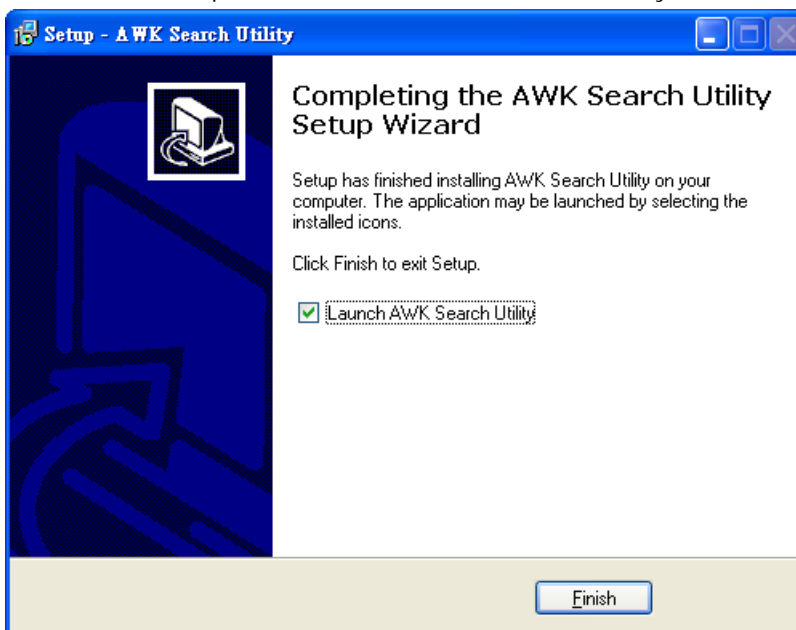 Setup - AWK Search Utility
Completing the AWK Search Utility
Setup Wizard
Setup has finished installing AWK Search Utility on your
computer. The application may be launched by selecting the
installed icons.
Click Finish to exit Setup.
Launch AWK Search Utility
Finish